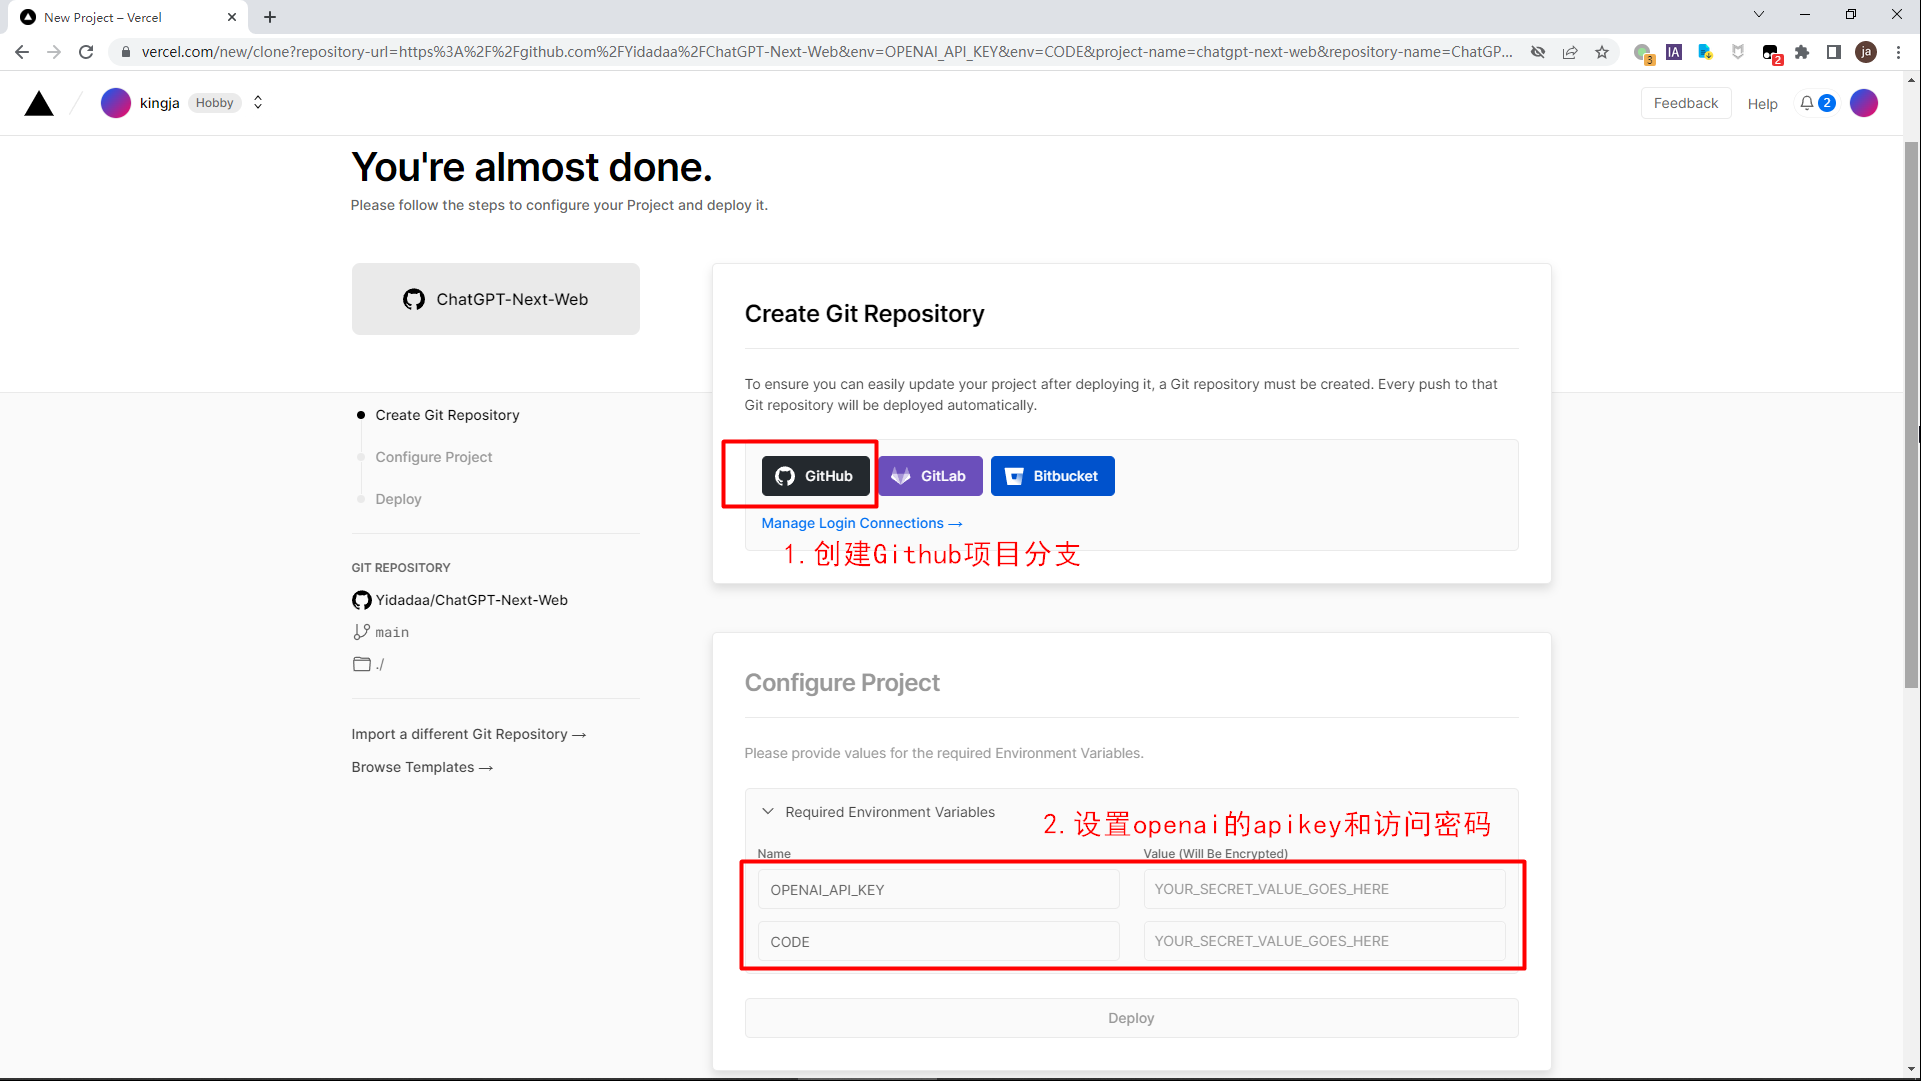 New Project – Vercel
vercel.com/new/clone?repository-url=https%3A%2F%2Fgithub.com%2FYidadaa%2FChatGPT-Next-Web&env=OPENAI_API_KEY&env=CODE&project-name=chatgpt-next-web&repository-name=ChatGP...
3
IA
2
ja
kingja
Hobby
Feedback
Help
2
You're almost done.
Please follow the steps to configure your Project and deploy it.
ChatGPT-Next-Web
Create Git Repository
Configure Project
Deploy
GIT REPOSITORY
Yidadaa/ChatGPT-Next-Web
main
./
Import a different Git Repository →
Browse Templates →
Create Git Repository
To ensure you can easily update your project after deploying it, a Git repository must be created. Every push to that
Git repository will be deployed automatically.
GitHub
GitLab
Bitbucket
Manage Login Connections →
1.创建Github项目分支
Configure Project
Please provide values for the required Environment Variables.
Required Environment Variables
2.设置openai的apikey和访问密码
Name
Value (Will Be Encrypted)
OPENAI_API_KEY
YOUR_SECRET_VALUE_GOES_HERE
CODE
YOUR_SECRET_VALUE_GOES_HERE
Deploy